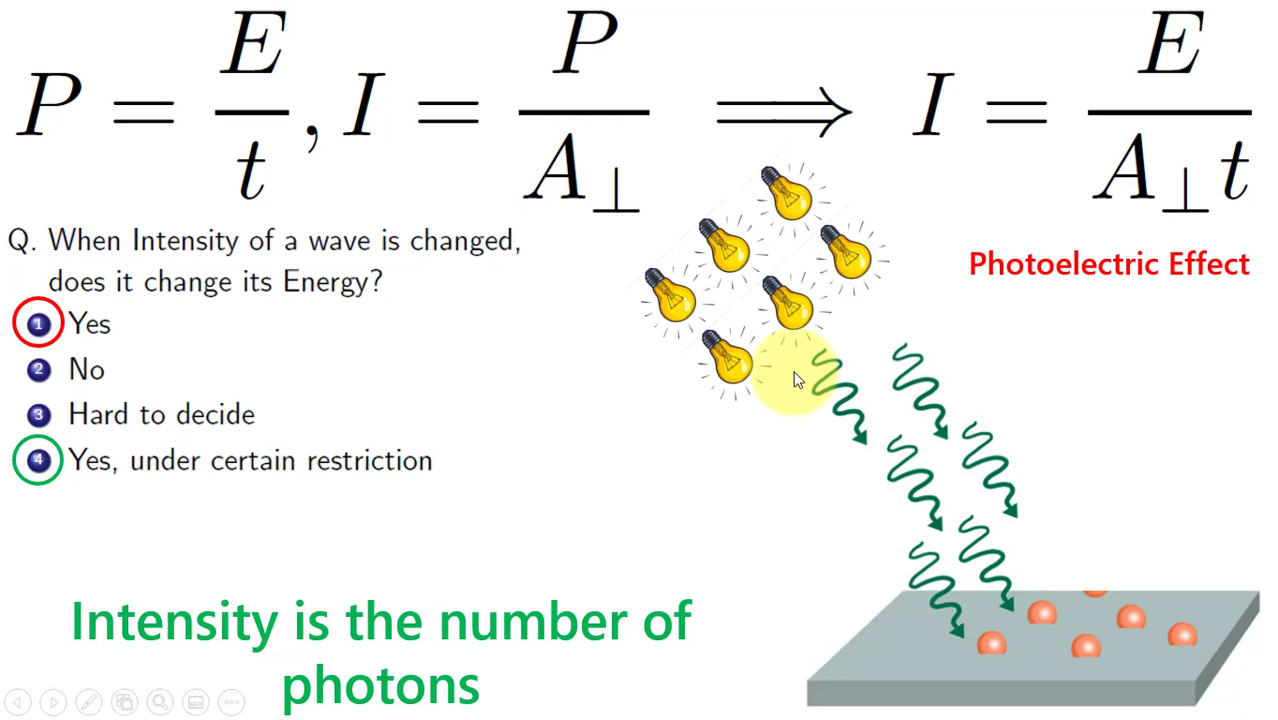 P = E/t, I = P/A⊥ ⟹ I = E/A⊥t
Q. When Intensity of a wave is changed,
does it change its Energy?
1 Yes
2 No
3 Hard to decide
4 Yes, under certain restriction
Photoelectric Effect
Intensity is the number of
photons